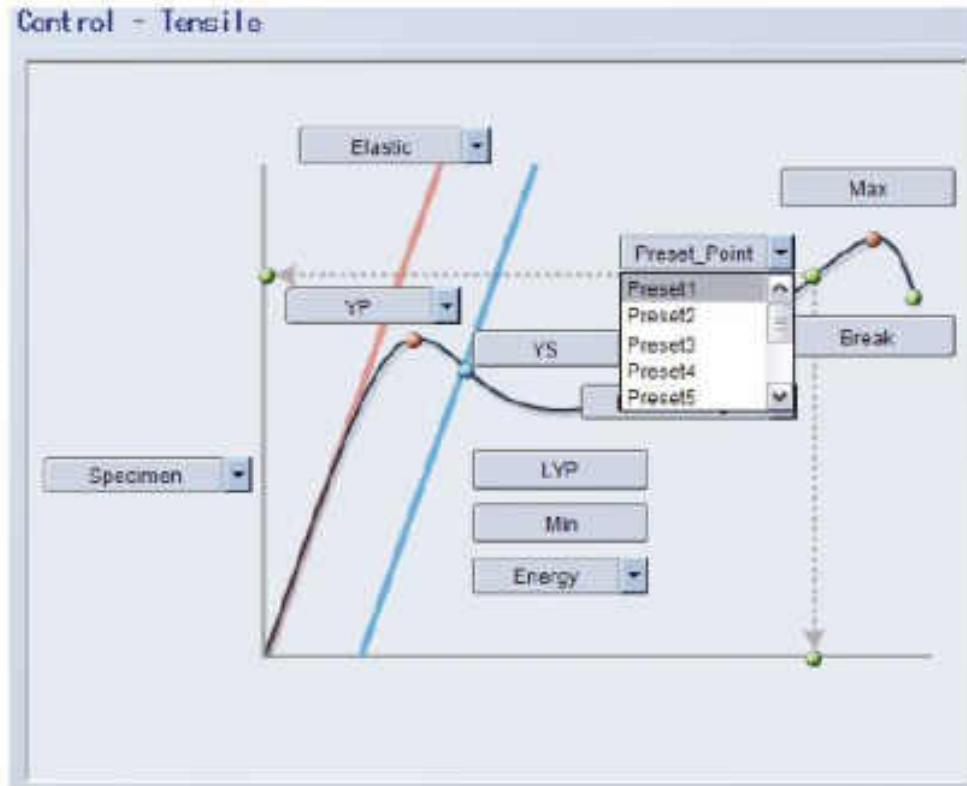 Control - Tensile
Elastic
Max
Preset_Point
Preset1
Preset2
Preset3
Preset4
Preset5
YP
YS
Break
Specimen
LYP
Min
Energy